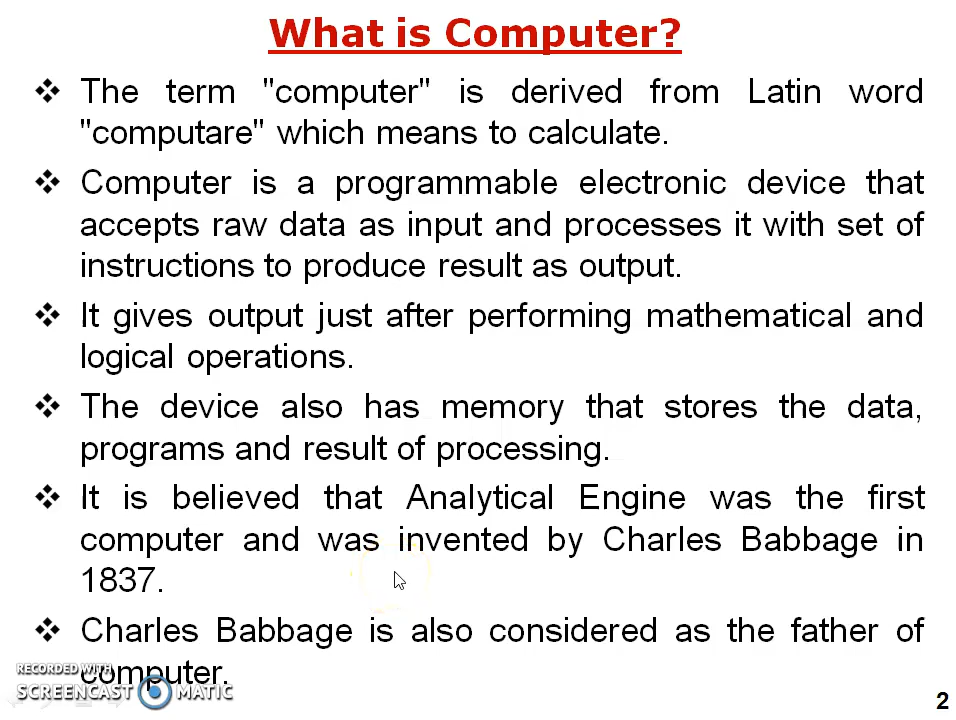 What is Computer?
❖ The term "computer" is derived from Latin word
"computare" which means to calculate.
❖ Computer is a programmable electronic device that
accepts raw data as input and processes it with set of
instructions to produce result as output.
❖ It gives output just after performing mathematical and
logical operations.
❖ The device also has memory that stores the data,
programs and result of processing.
❖ It is believed that Analytical Engine was the first
computer and was invented by Charles Babbage in
1837.
❖ Charles Babbage is also considered as the father of
computer.
RECORDED WITH
SCREENCAST MATIC
2